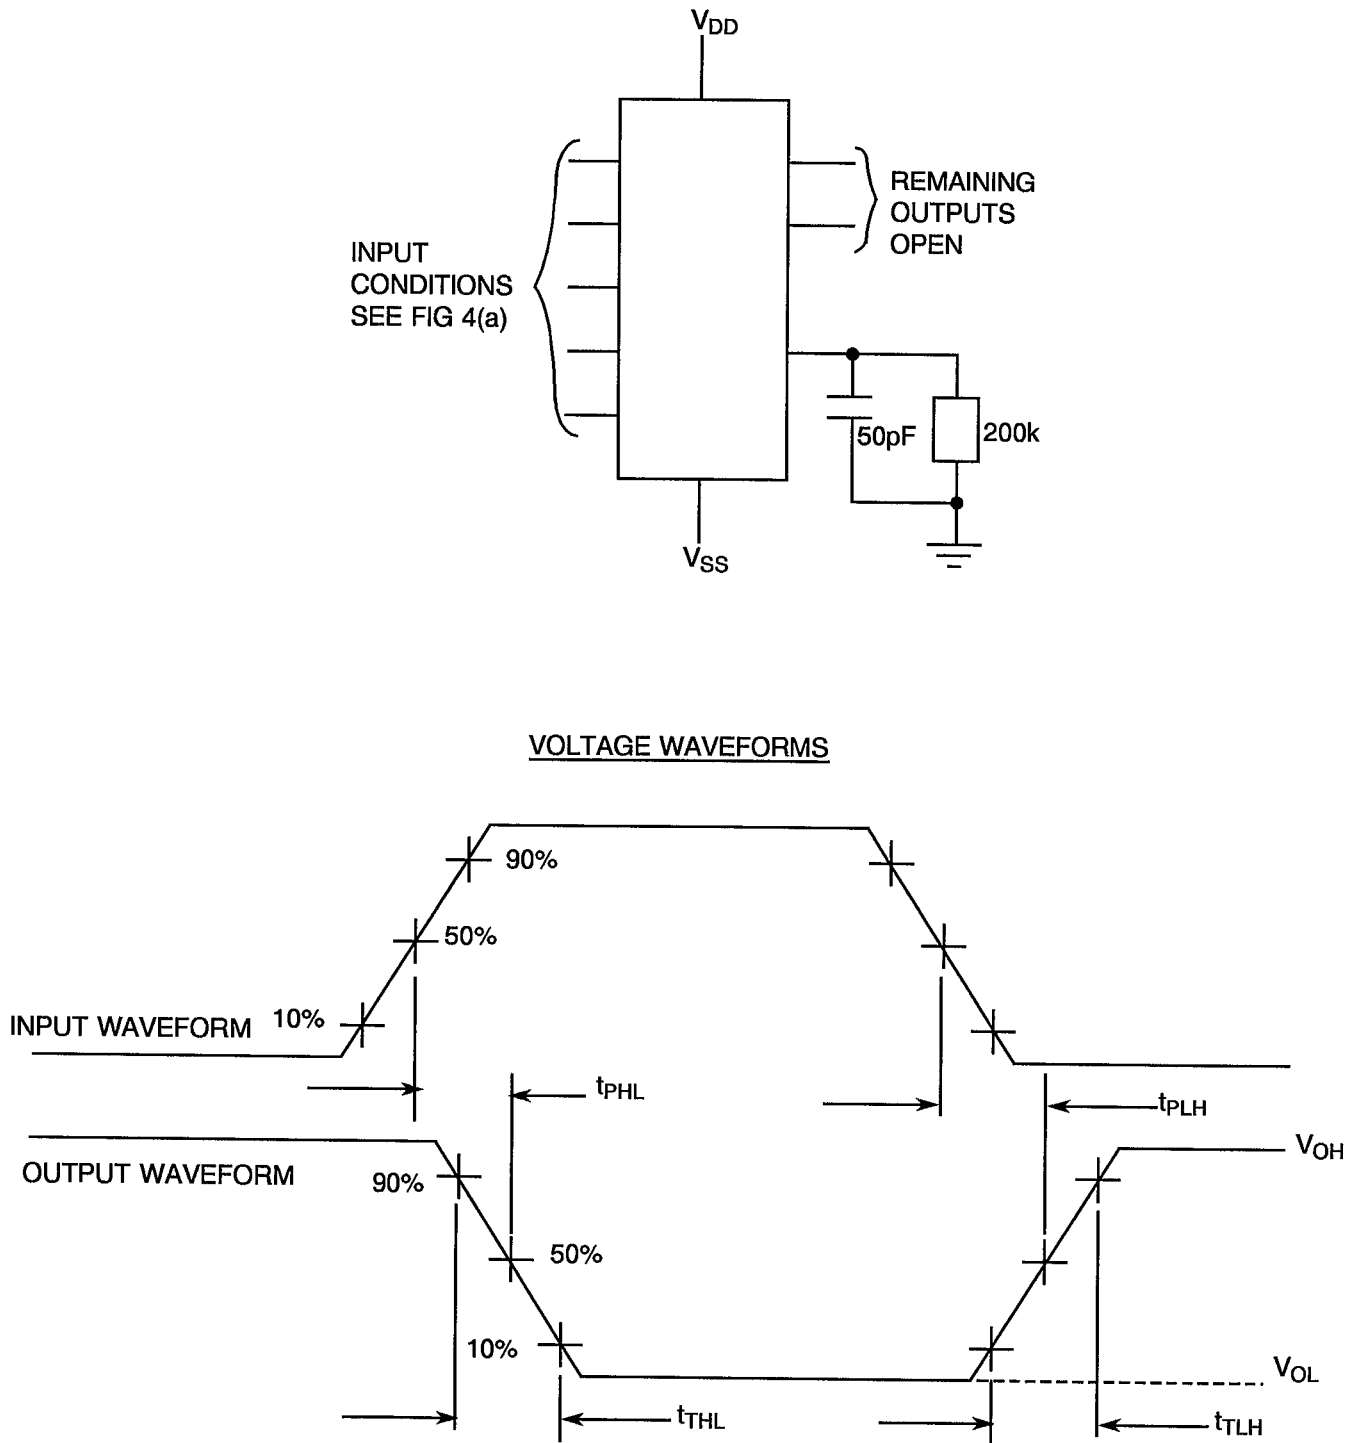 VDD
REMAINING
OUTPUTS
OPEN
INPUT
CONDITIONS
SEE FIG 4(a)
50pF
200k
VSS
VOLTAGE WAVEFORMS
90%
50%
10%
INPUT WAVEFORM
tPHL
tPLH
VOH
OUTPUT WAVEFORM
90%
50%
10%
VOL
tTHL
tTLH